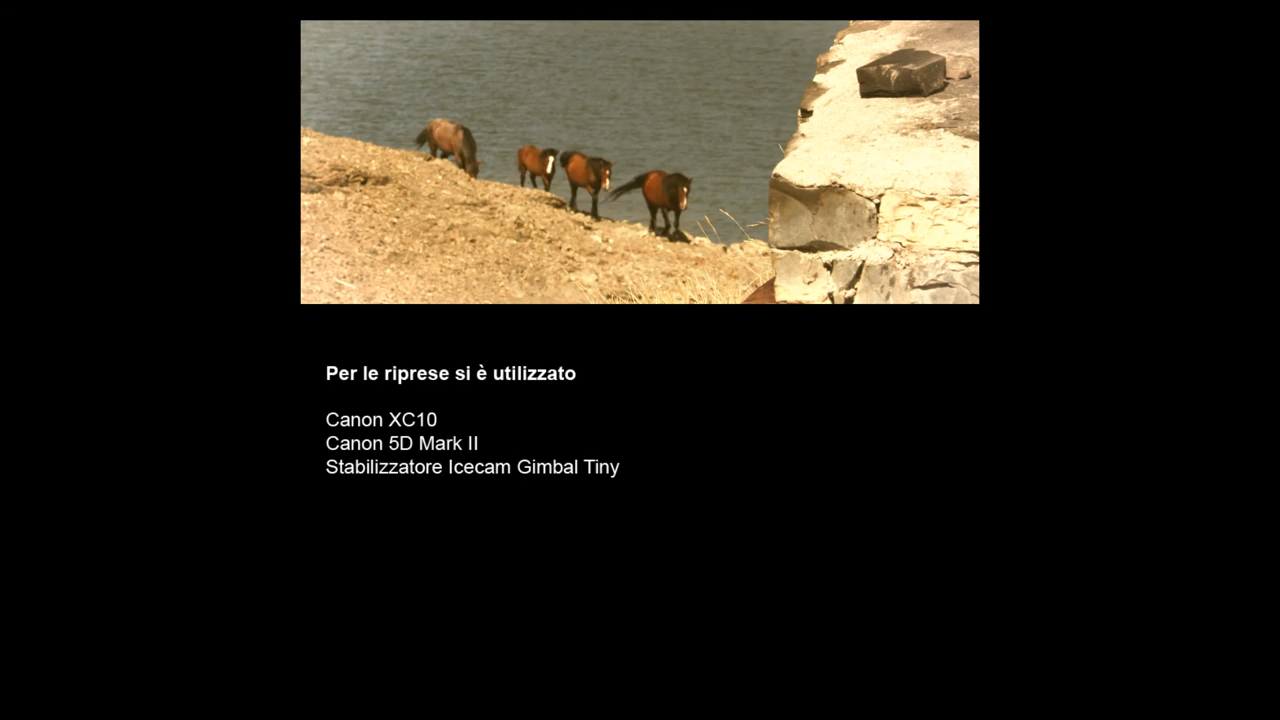 Per le riprese si è utilizzato
Canon XC10
Canon 5D Mark II
Stabilizzatore Icecam Gimbal Tiny